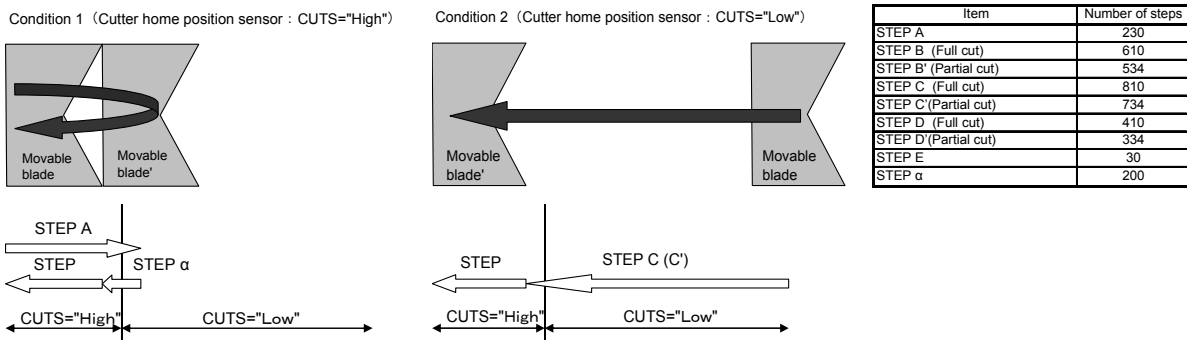 Condition 1（Cutter home position sensor：CUTS="High"）
Movable blade
Movable blade'
STEP A
STEP
STEP α
CUTS="High"
CUTS="Low"
Condition 2（Cutter home position sensor：CUTS="Low"）
Movable blade'
Movable blade
STEP
STEP C (C')
CUTS="High"
CUTS="Low"
Item Number of steps
STEP A 230
STEP B (Full cut) 610
STEP B' (Partial cut) 534
STEP C (Full cut) 810
STEP C'(Partial cut) 734
STEP D (Full cut) 410
STEP D'(Partial cut) 334
STEP E 30
STEP α 200